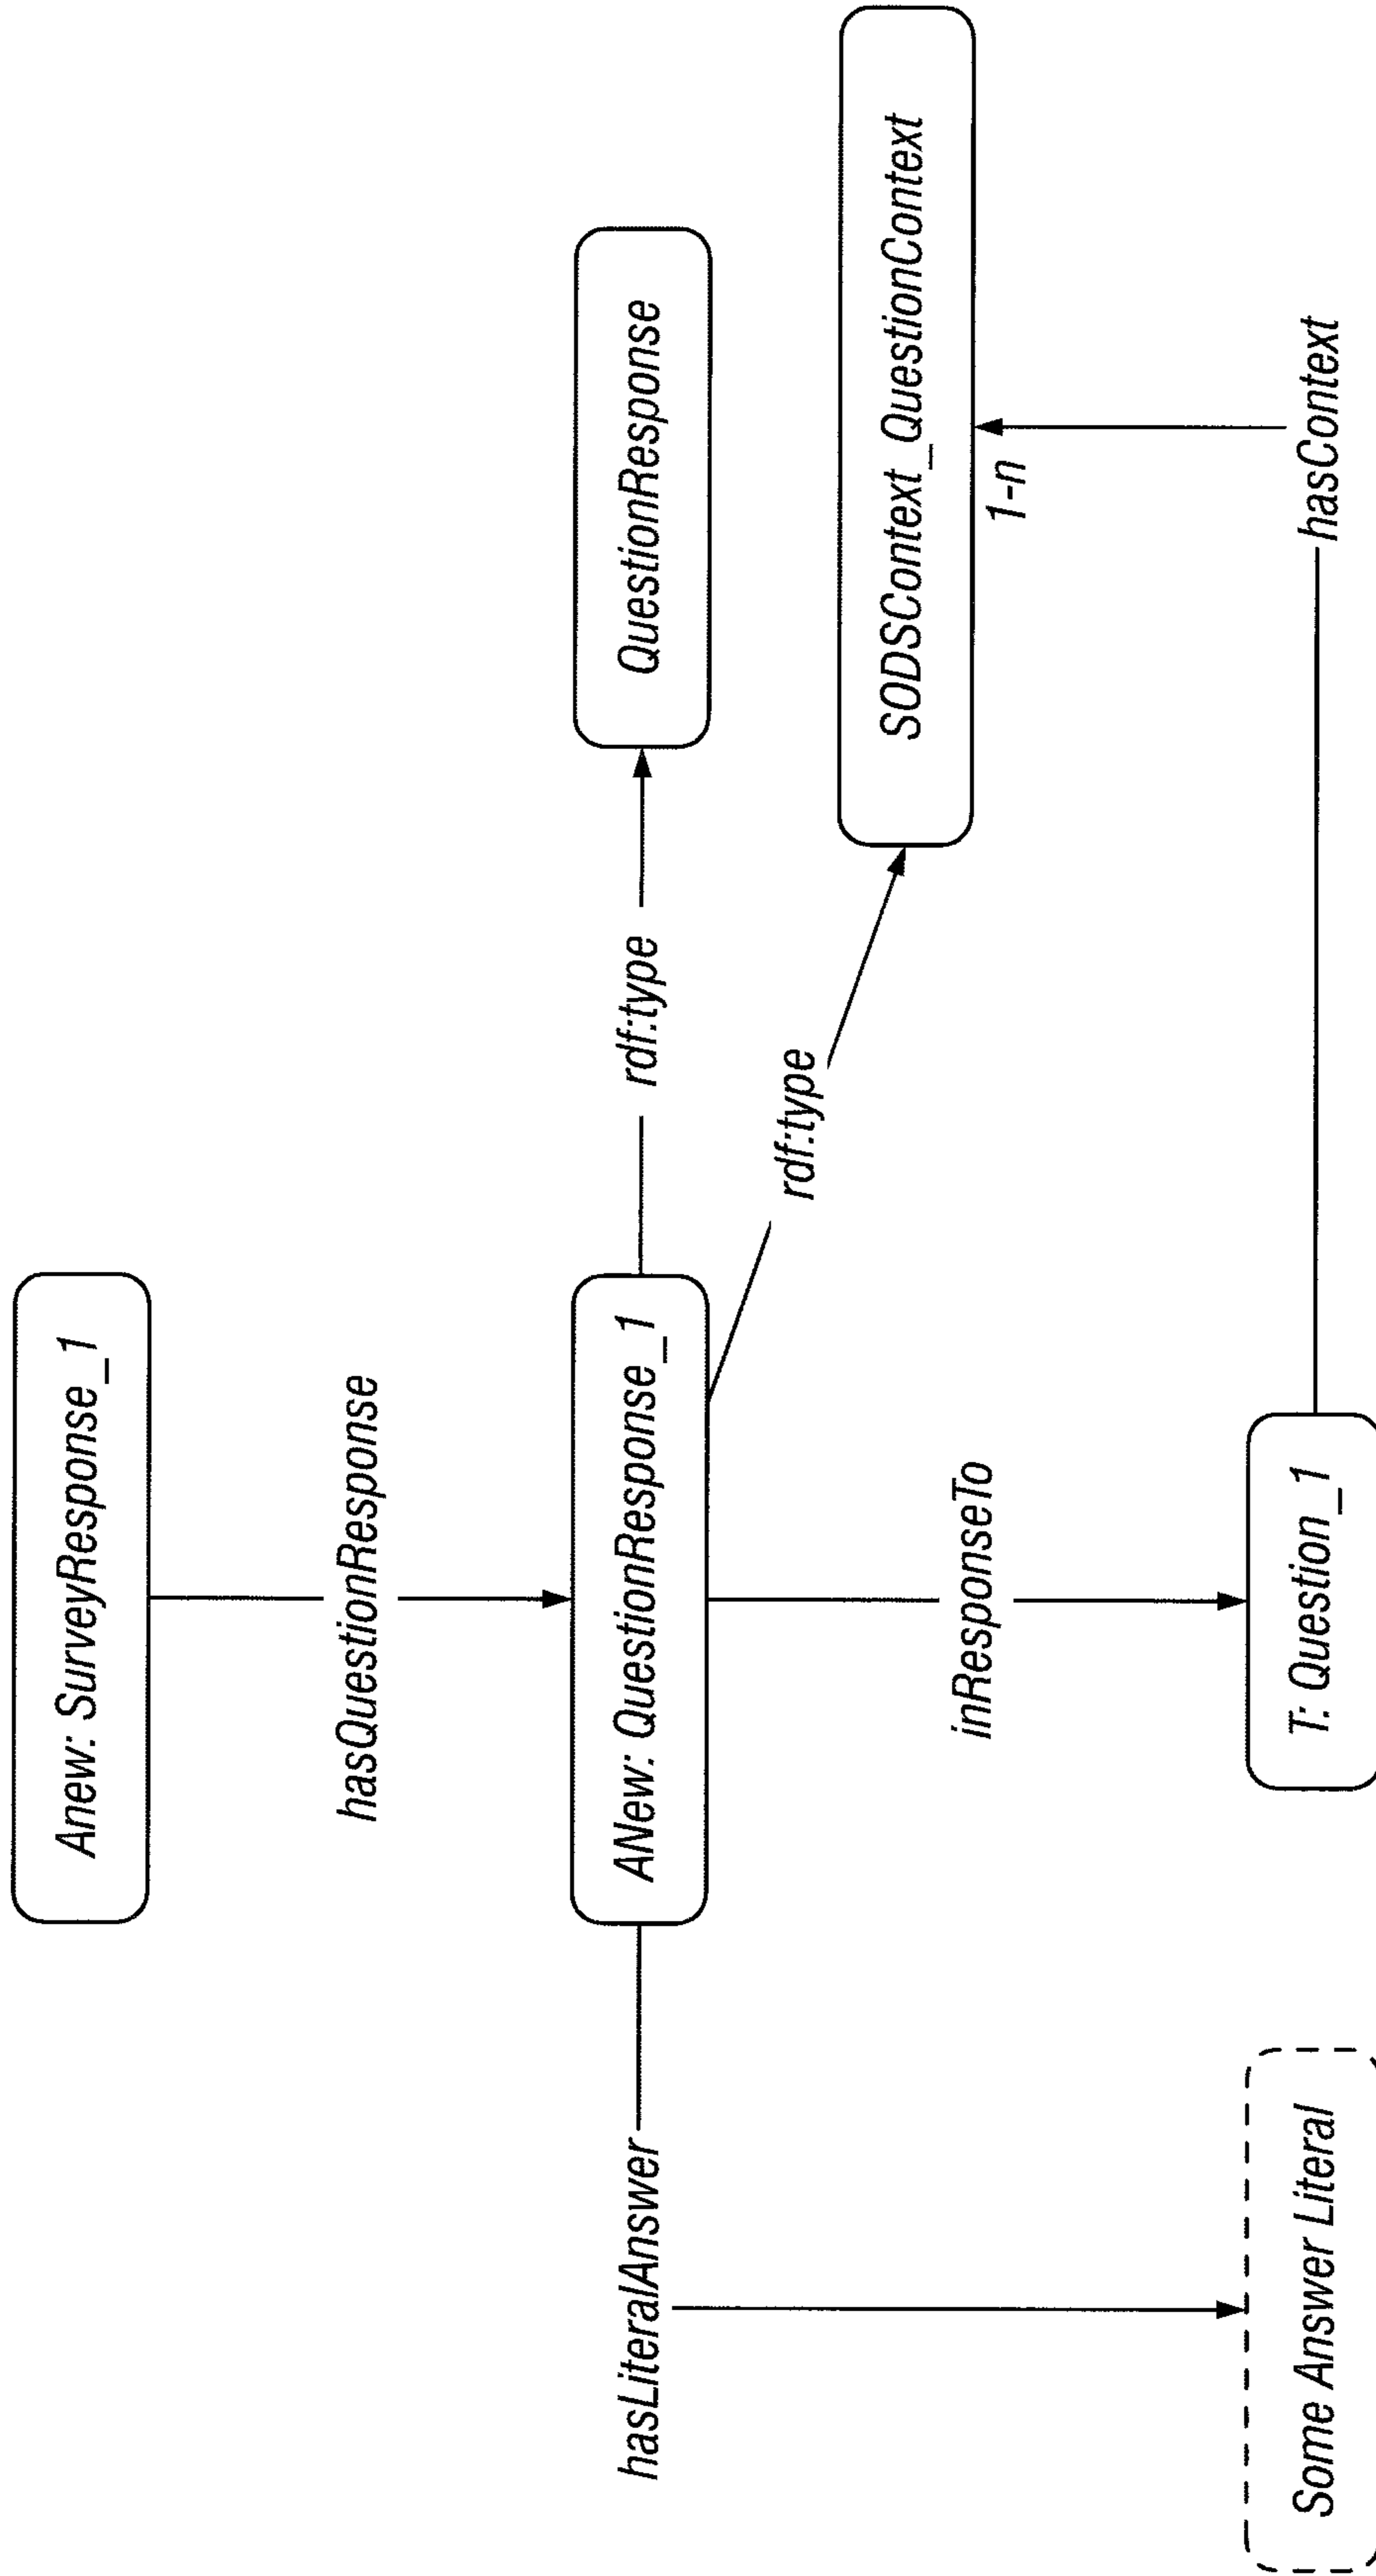 Anew: SurveyResponse_1
hasQuestionResponse
hasLiteralAnswer
ANew: QuestionResponse_1
rdf:type
QuestionResponse
rdf:type
SODSContext_QuestionContext
1-n
inResponseTo
Some Answer Literal
T: Question_1
hasContext